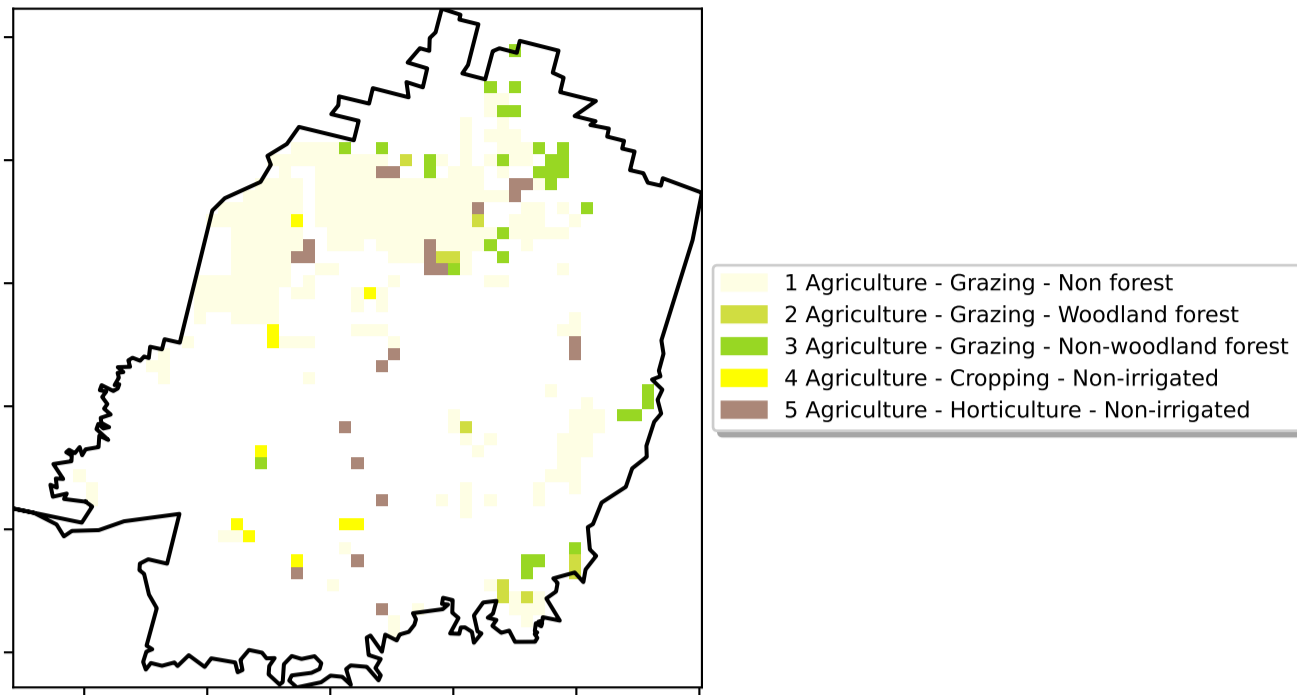 1 Agriculture - Grazing - Non forest
2 Agriculture - Grazing - Woodland forest
3 Agriculture - Grazing - Non-woodland forest
4 Agriculture - Cropping - Non-irrigated
5 Agriculture - Horticulture - Non-irrigated